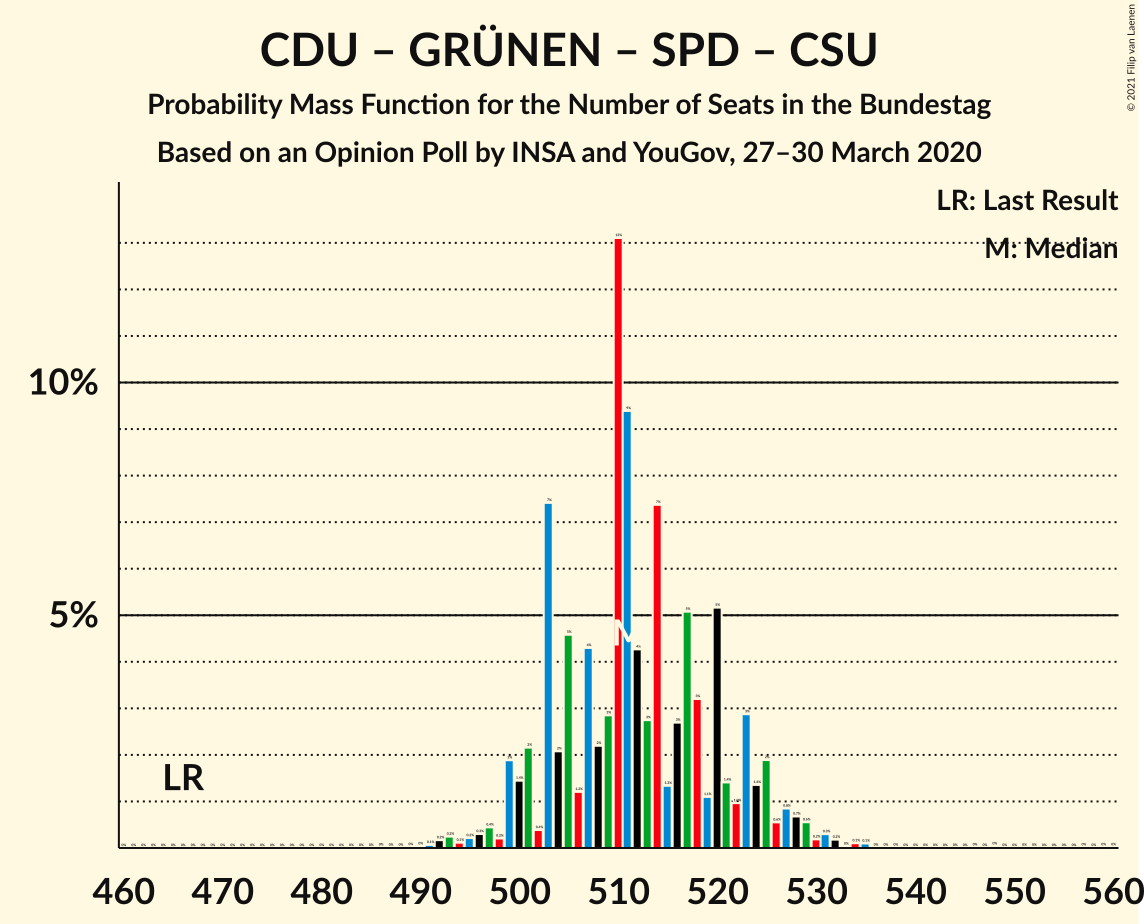 CDU – GRÜNEN – SPD – CSU
Probability Mass Function for the Number of Seats in the Bundestag
Based on an Opinion Poll by INSA and YouGov, 27–30 March 2020
© 2021 Filip van Laenen
LR: Last Result
M: Median
10%
5%
LR
M
460 470 480 490 500 510 520 530 540 550 560